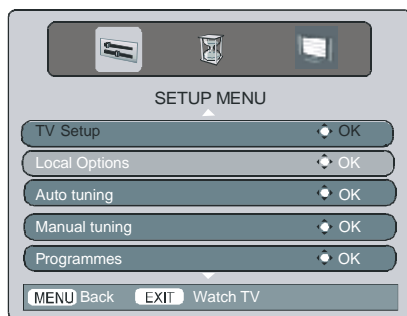 SETUP MENU
TV Setup OK
Local Options OK
Auto tuning OK
Manual tuning OK
Programmes OK
MENU Back EXIT Watch TV